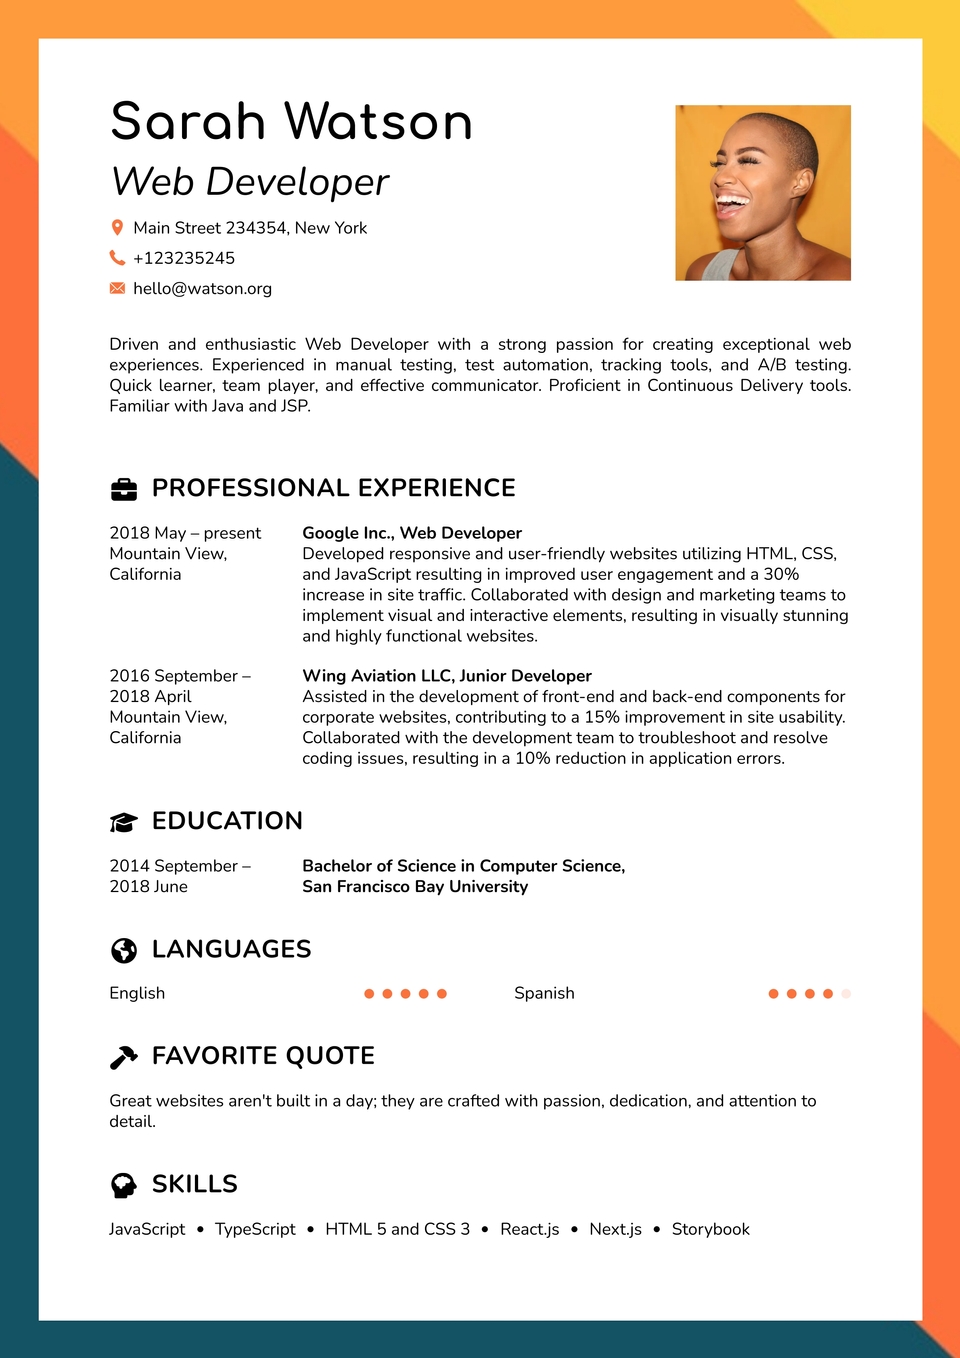 Sarah Watson
Web Developer
Main Street 234354, New York
+123235245
hello@watson.org
Driven and enthusiastic Web Developer with a strong passion for creating exceptional web
experiences. Experienced in manual testing, test automation, tracking tools, and A/B testing.
Quick learner, team player, and effective communicator. Proficient in Continuous Delivery tools.
Familiar with Java and JSP.
PROFESSIONAL EXPERIENCE
2018 May – present
Mountain View,
California
Google Inc., Web Developer
Developed responsive and user-friendly websites utilizing HTML, CSS,
and JavaScript resulting in improved user engagement and a 30%
increase in site traffic. Collaborated with design and marketing teams to
implement visual and interactive elements, resulting in visually stunning
and highly functional websites.
2016 September –
2018 April
Mountain View,
California
Wing Aviation LLC, Junior Developer
Assisted in the development of front-end and back-end components for
corporate websites, contributing to a 15% improvement in site usability.
Collaborated with the development team to troubleshoot and resolve
coding issues, resulting in a 10% reduction in application errors.
EDUCATION
2014 September –
2018 June
Bachelor of Science in Computer Science,
San Francisco Bay University
LANGUAGES
English
Spanish
FAVORITE QUOTE
Great websites aren't built in a day; they are crafted with passion, dedication, and attention to
detail.
SKILLS
JavaScript • TypeScript • HTML 5 and CSS 3 • React.js • Next.js • Storybook